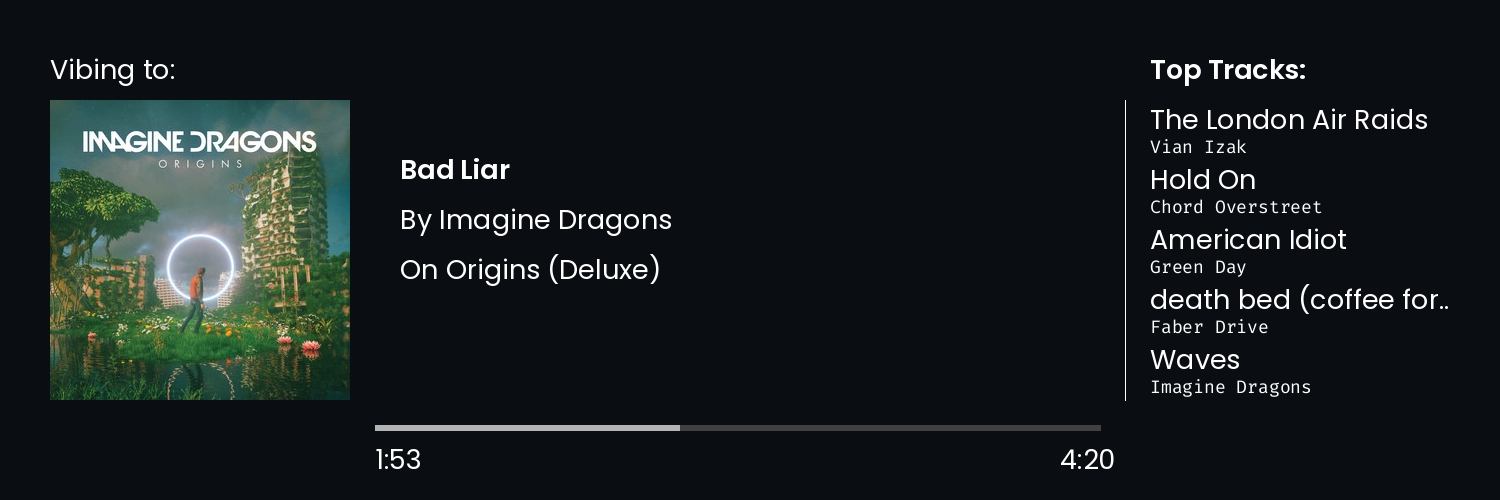 Vibing to:
IMAGINE DRAGONS
ORIGINS
Bad Liar
By Imagine Dragons
On Origins (Deluxe)
1:53
4:20
Top Tracks:
The London Air Raids
Vian Izak
Hold On
Chord Overstreet
American Idiot
Green Day
death bed (coffee for..
Faber Drive
Waves
Imagine Dragons